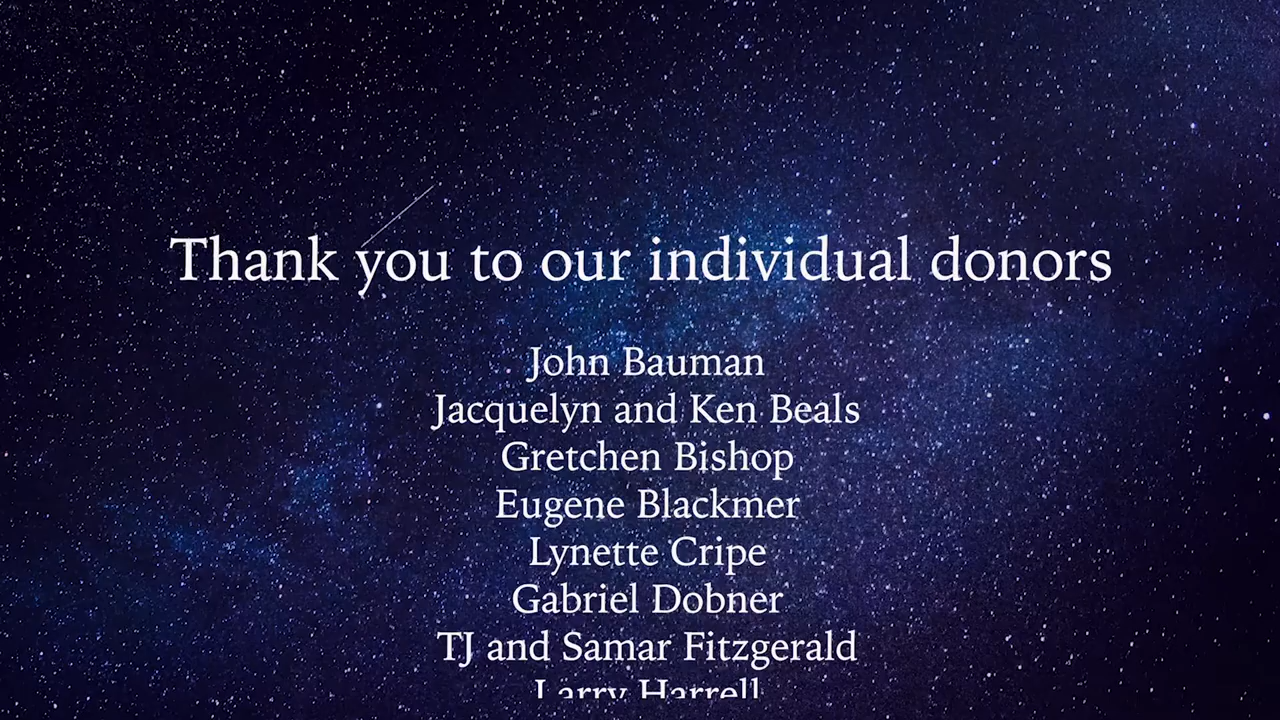 Thank you to our individual donors
John Bauman
Jacquelyn and Ken Beals
Gretchen Bishop
Eugene Blackmer
Lynette Cripe
Gabriel Dobner
TJ and Samar Fitzgerald
Larry Harrell